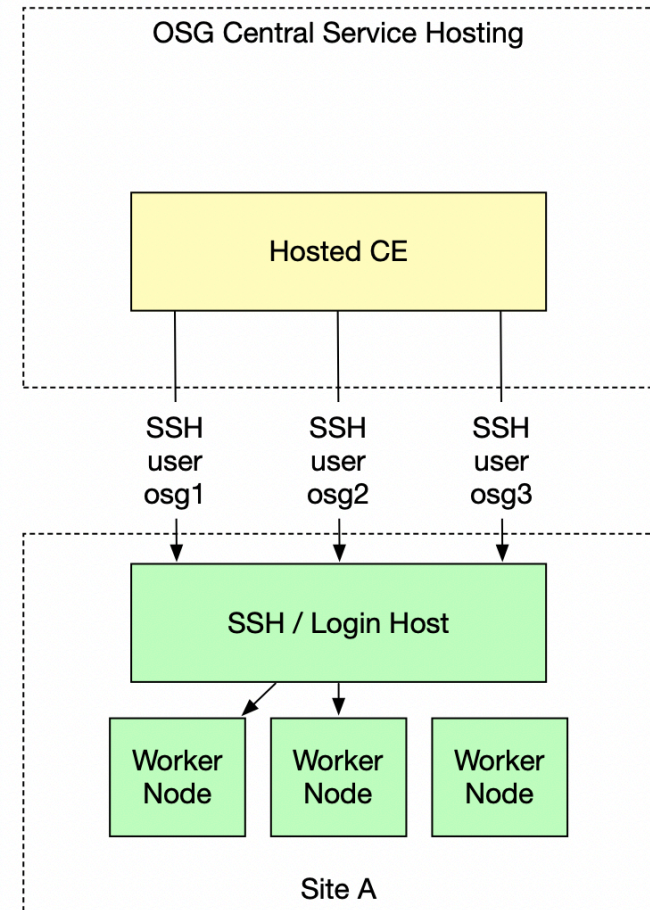 OSG Central Service Hosting
Hosted CE
SSH
user
osg1
SSH
user
osg2
SSH
user
osg3
SSH / Login Host
Worker
Node
Worker
Node
Worker
Node
Site A